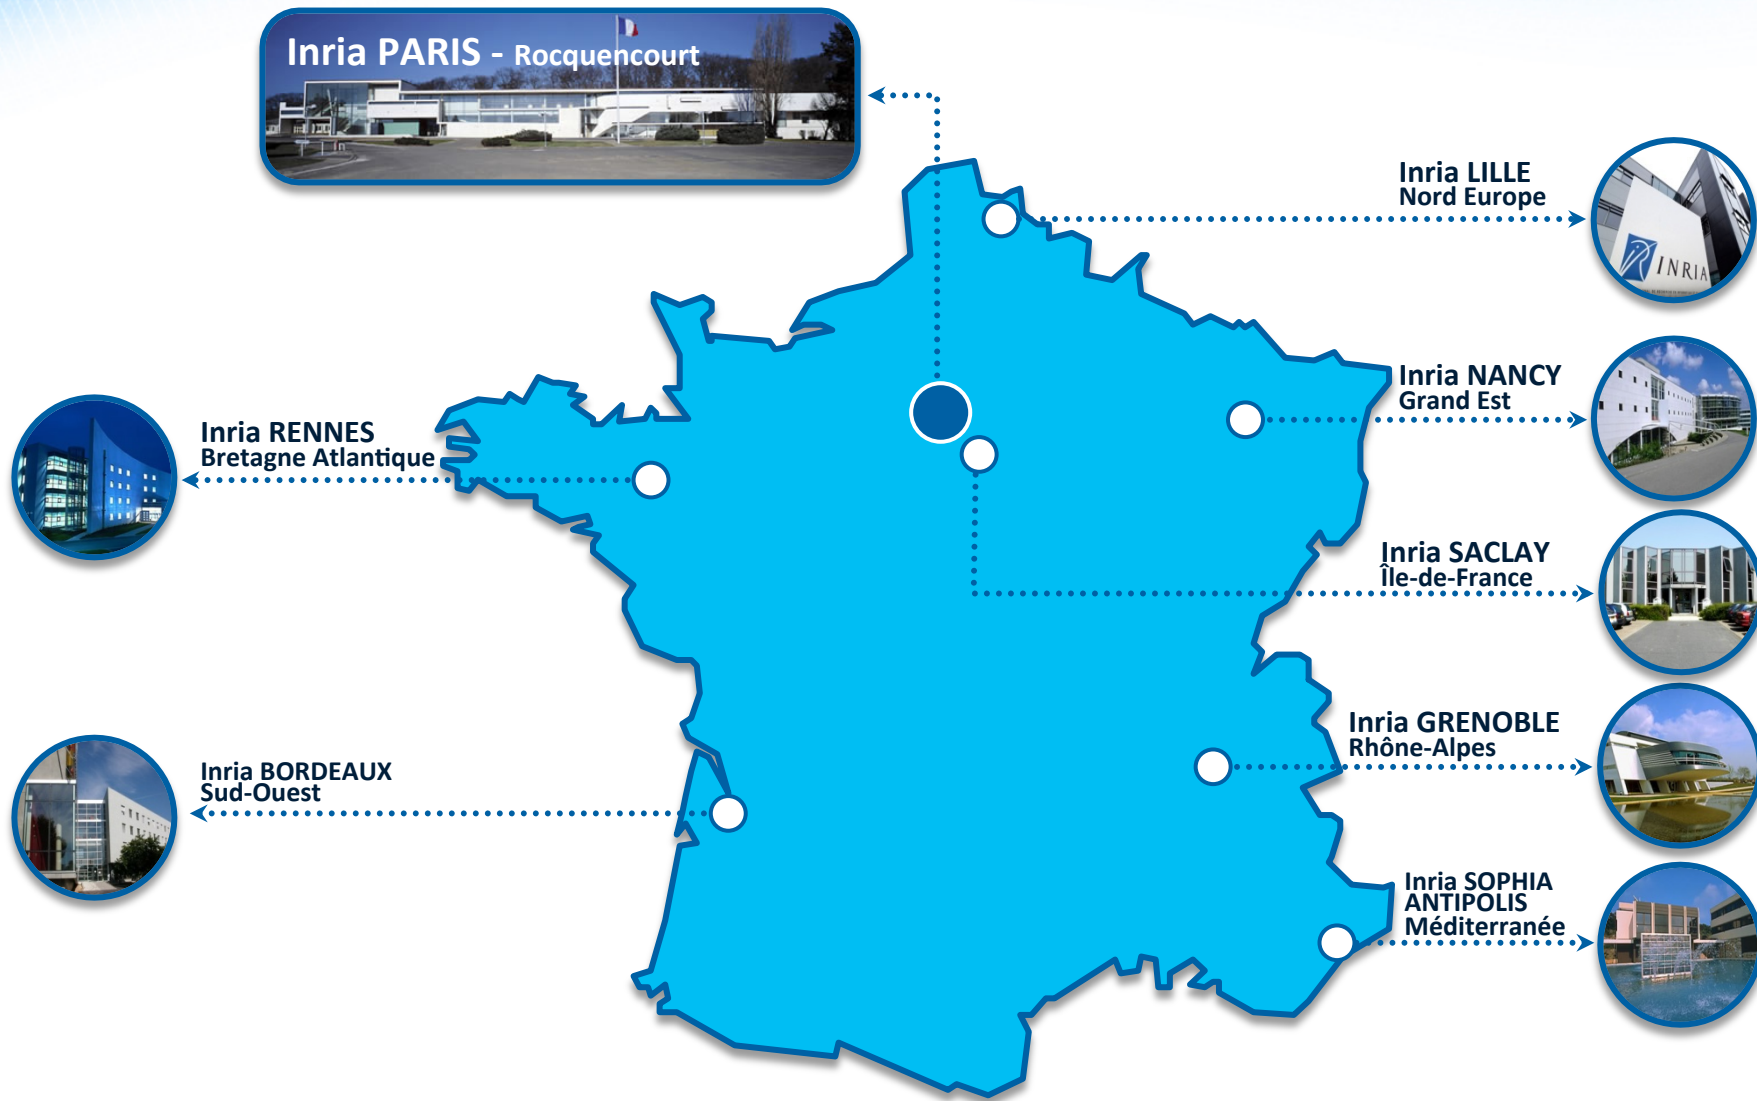 Inria PARIS - Rocquencourt
Inria LILLE
Nord Europe
INRIA
Inria NANCY
Grand Est
Inria RENNES
Bretagne Atlantique
Inria SACLAY
Île-de-France
Inria GRENOBLE
Rhône-Alpes
Inria BORDEAUX
Sud-Ouest
Inria SOPHIA
ANTIPOLIS
Méditerranée